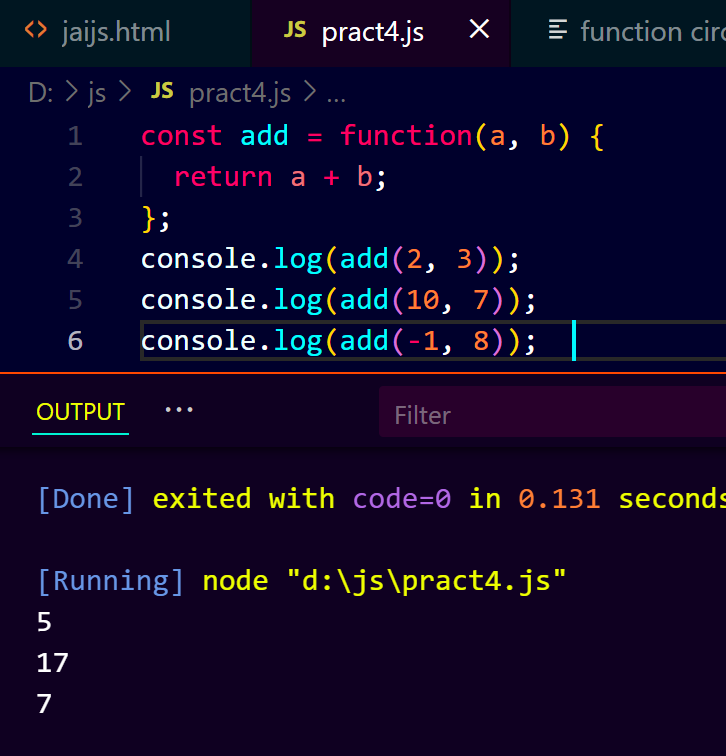 <> jaijs.html JS pract4.js × function circ
D: > js > JS pract4.js > ...
1 const add = function(a, b) {
2   return a + b;
3 };
4 console.log(add(2, 3));
5 console.log(add(10, 7));
6 console.log(add(-1, 8));
OUTPUT ... Filter
[Done] exited with code=0 in 0.131 seconds
[Running] node "d:\js\pract4.js"
5
17
7